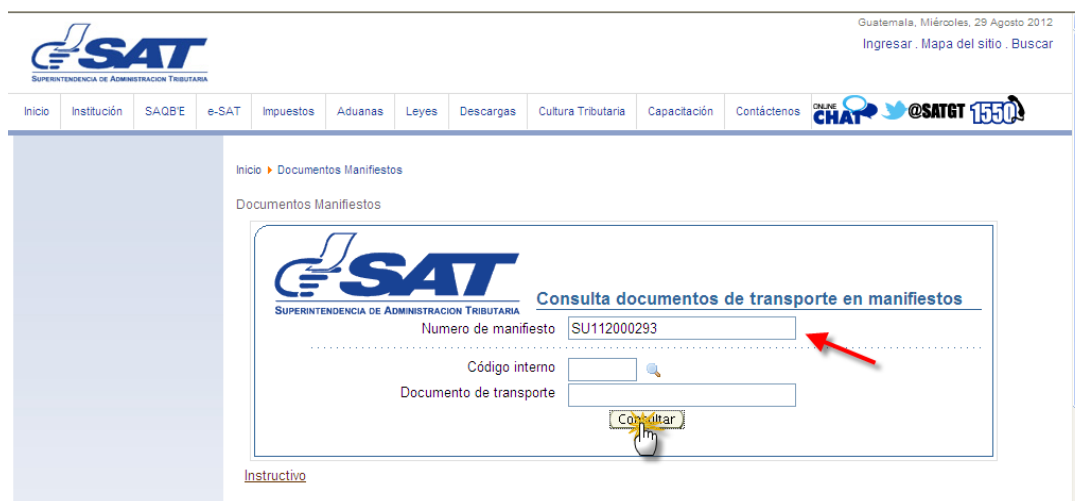 Guatemala, Miércoles, 29 Agosto 2012
Ingresar . Mapa del sitio . Buscar
SAT
SUPERINTENDENCIA DE ADMINISTRACION TRIBUTARIA
Inicio Institución SAQB'E e-SAT Impuestos Aduanas Leyes Descargas Cultura Tributaria Capacitación Contáctenos ONLINE CHAT @SATGT 1550
Inicio Documentos Manifiestos
Documentos Manifiestos
SAT
SUPERINTENDENCIA DE ADMINISTRACION TRIBUTARIA
Consulta documentos de transporte en manifiestos
Numero de manifiesto SU112000293
Código interno
Documento de transporte
Consultar
Instructivo